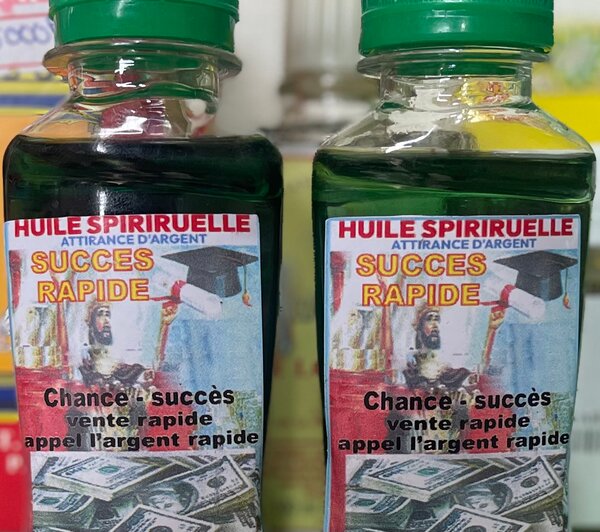 HUILE SPIRIRUELLE
ATTIRANCE D'ARGENT
SUCCES
RAPIDE
Chance - succès
vente rapide
appel l'argent rapide
HUILE SPIRIRUELLE
ATTIRANCE D'ARGENT
SUCCES
RAPIDE
Chance - succès
vente rapide
appel l'argent rapide